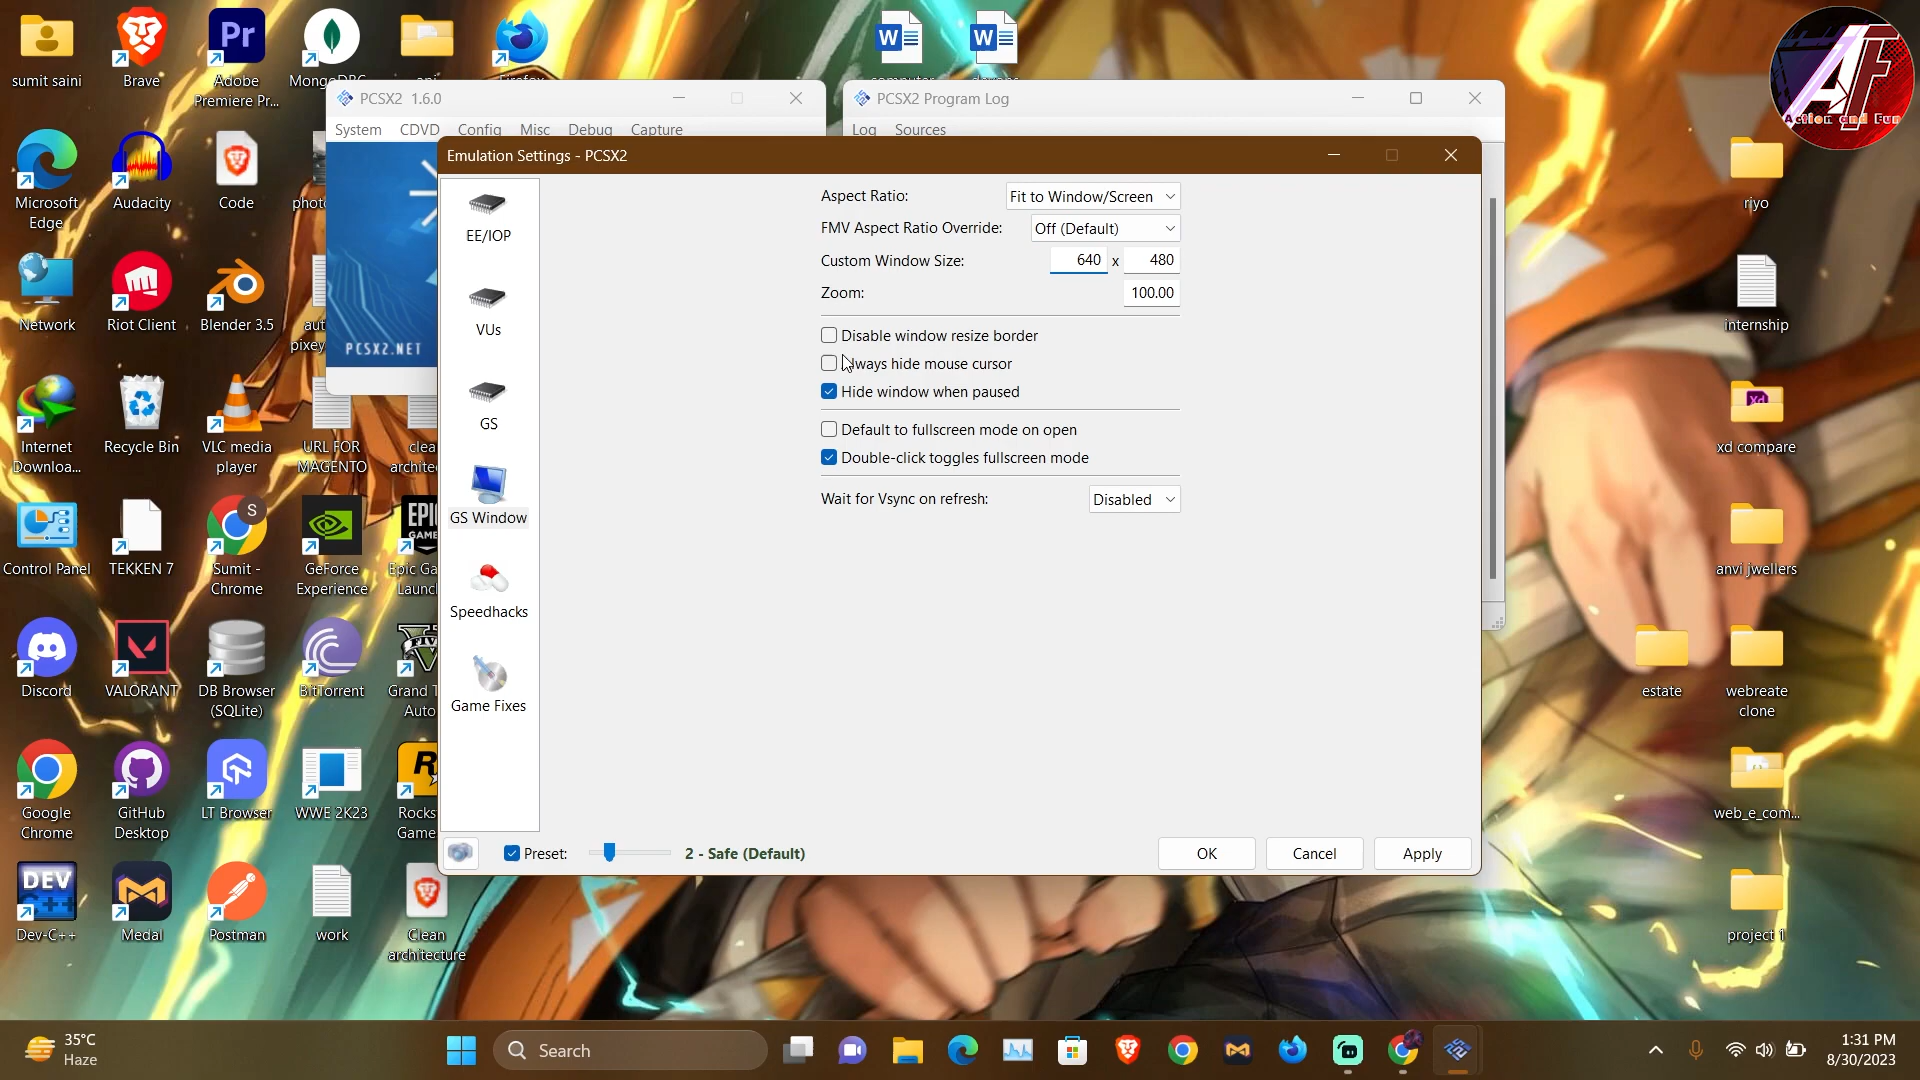 sumit saini
Brave
Adobe
Premiere Pr...
Pr
PCSX2 1.6.0
System CDVD Config Misc Debug Capture
PCSX2.NET
PCSX2 Program Log
Log Sources
Action and Fun
Emulation Settings - PCSX2
EE/IOP
VUs
GS
GS Window
Speedhacks
Game Fixes
Aspect Ratio: Fit to Window/Screen
FMV Aspect Ratio Override: Off (Default)
Custom Window Size: 640 x 480
Zoom: 100.00
Disable window resize border
Always hide mouse cursor
Hide window when paused
Default to fullscreen mode on open
Double-click toggles fullscreen mode
Wait for Vsync on refresh: Disabled
Preset: 2 - Safe (Default)
OK Cancel Apply
Microsoft
Edge
Audacity
Code
Network
Riot Client
Blender 3.5
Internet
Downloa...
Recycle Bin
VLC media
player
URL FOR
MAGENTO
Control Panel
TEKKEN 7
Sumit -
Chrome
GeForce
Experience
Discord
VALORANT
DB Browser
(SQLite)
BitTorrent
Google
Chrome
GitHub
Desktop
LT Browser
WWE 2K23
DEV
C++
Dev-C++
Medal
Postman
work
Clean
architecture
riyo
internship
Xd
xd compare
anvi jwellers
estate
webreate
clone
web_e_com...
project 1
35°C
Haze
Search
1:31 PM
8/30/2023